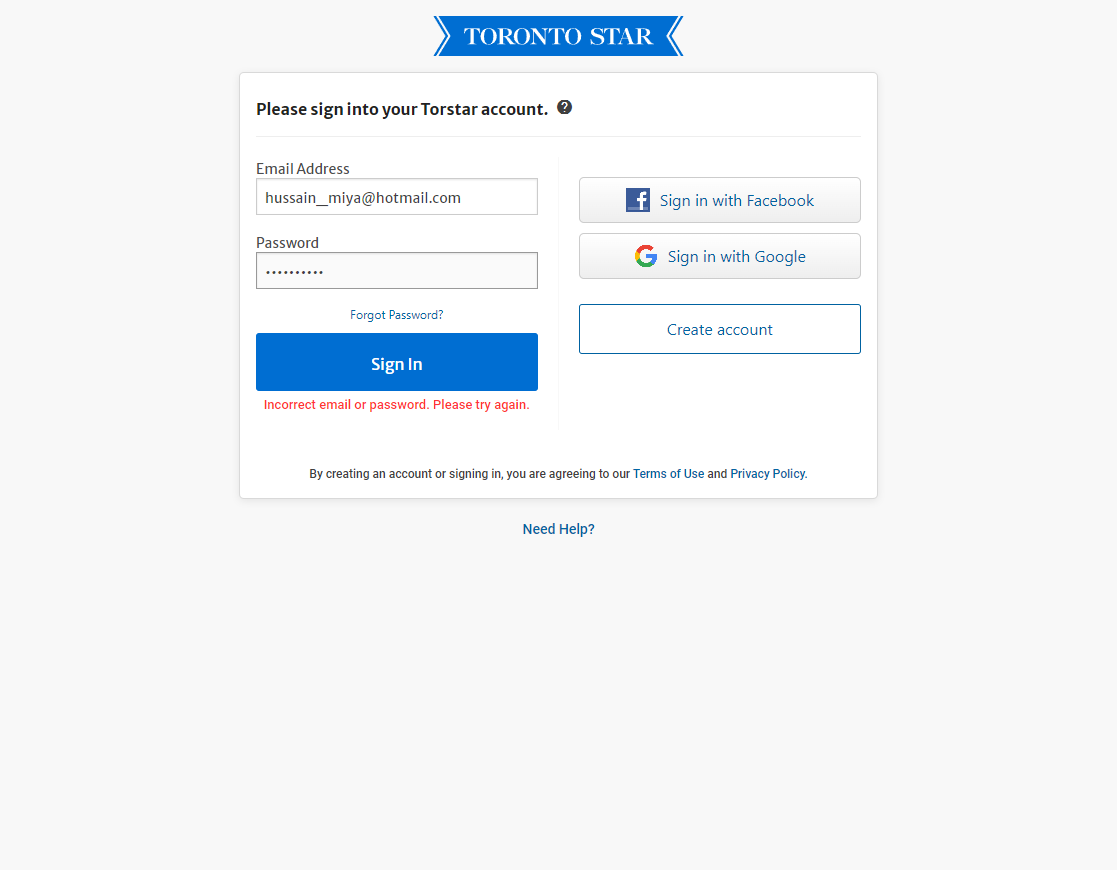 TORONTO STAR
Please sign into your Torstar account. ?
Email Address
hussain__miya@hotmail.com
Password
••••••••••
Forgot Password?
Sign In
Incorrect email or password. Please try again.
f Sign in with Facebook
G Sign in with Google
Create account
By creating an account or signing in, you are agreeing to our Terms of Use and Privacy Policy.
Need Help?